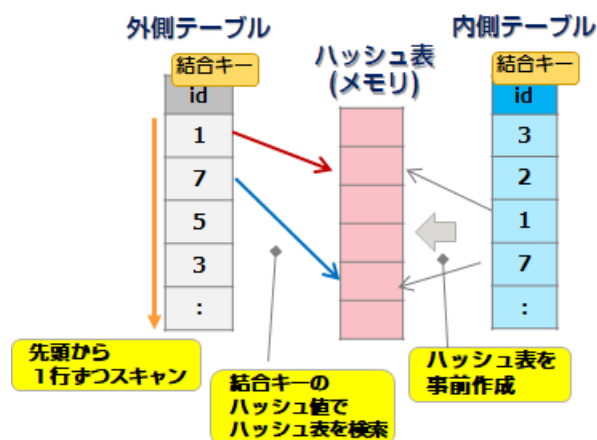 外側テーブル
結合キー
id
1
7
5
3
:
先頭から
1行ずつスキャン
ハッシュ表
(メモリ)
結合キーの
ハッシュ値で
ハッシュ表を検索
内側テーブル
結合キー
id
3
2
1
7
:
ハッシュ表を
事前作成